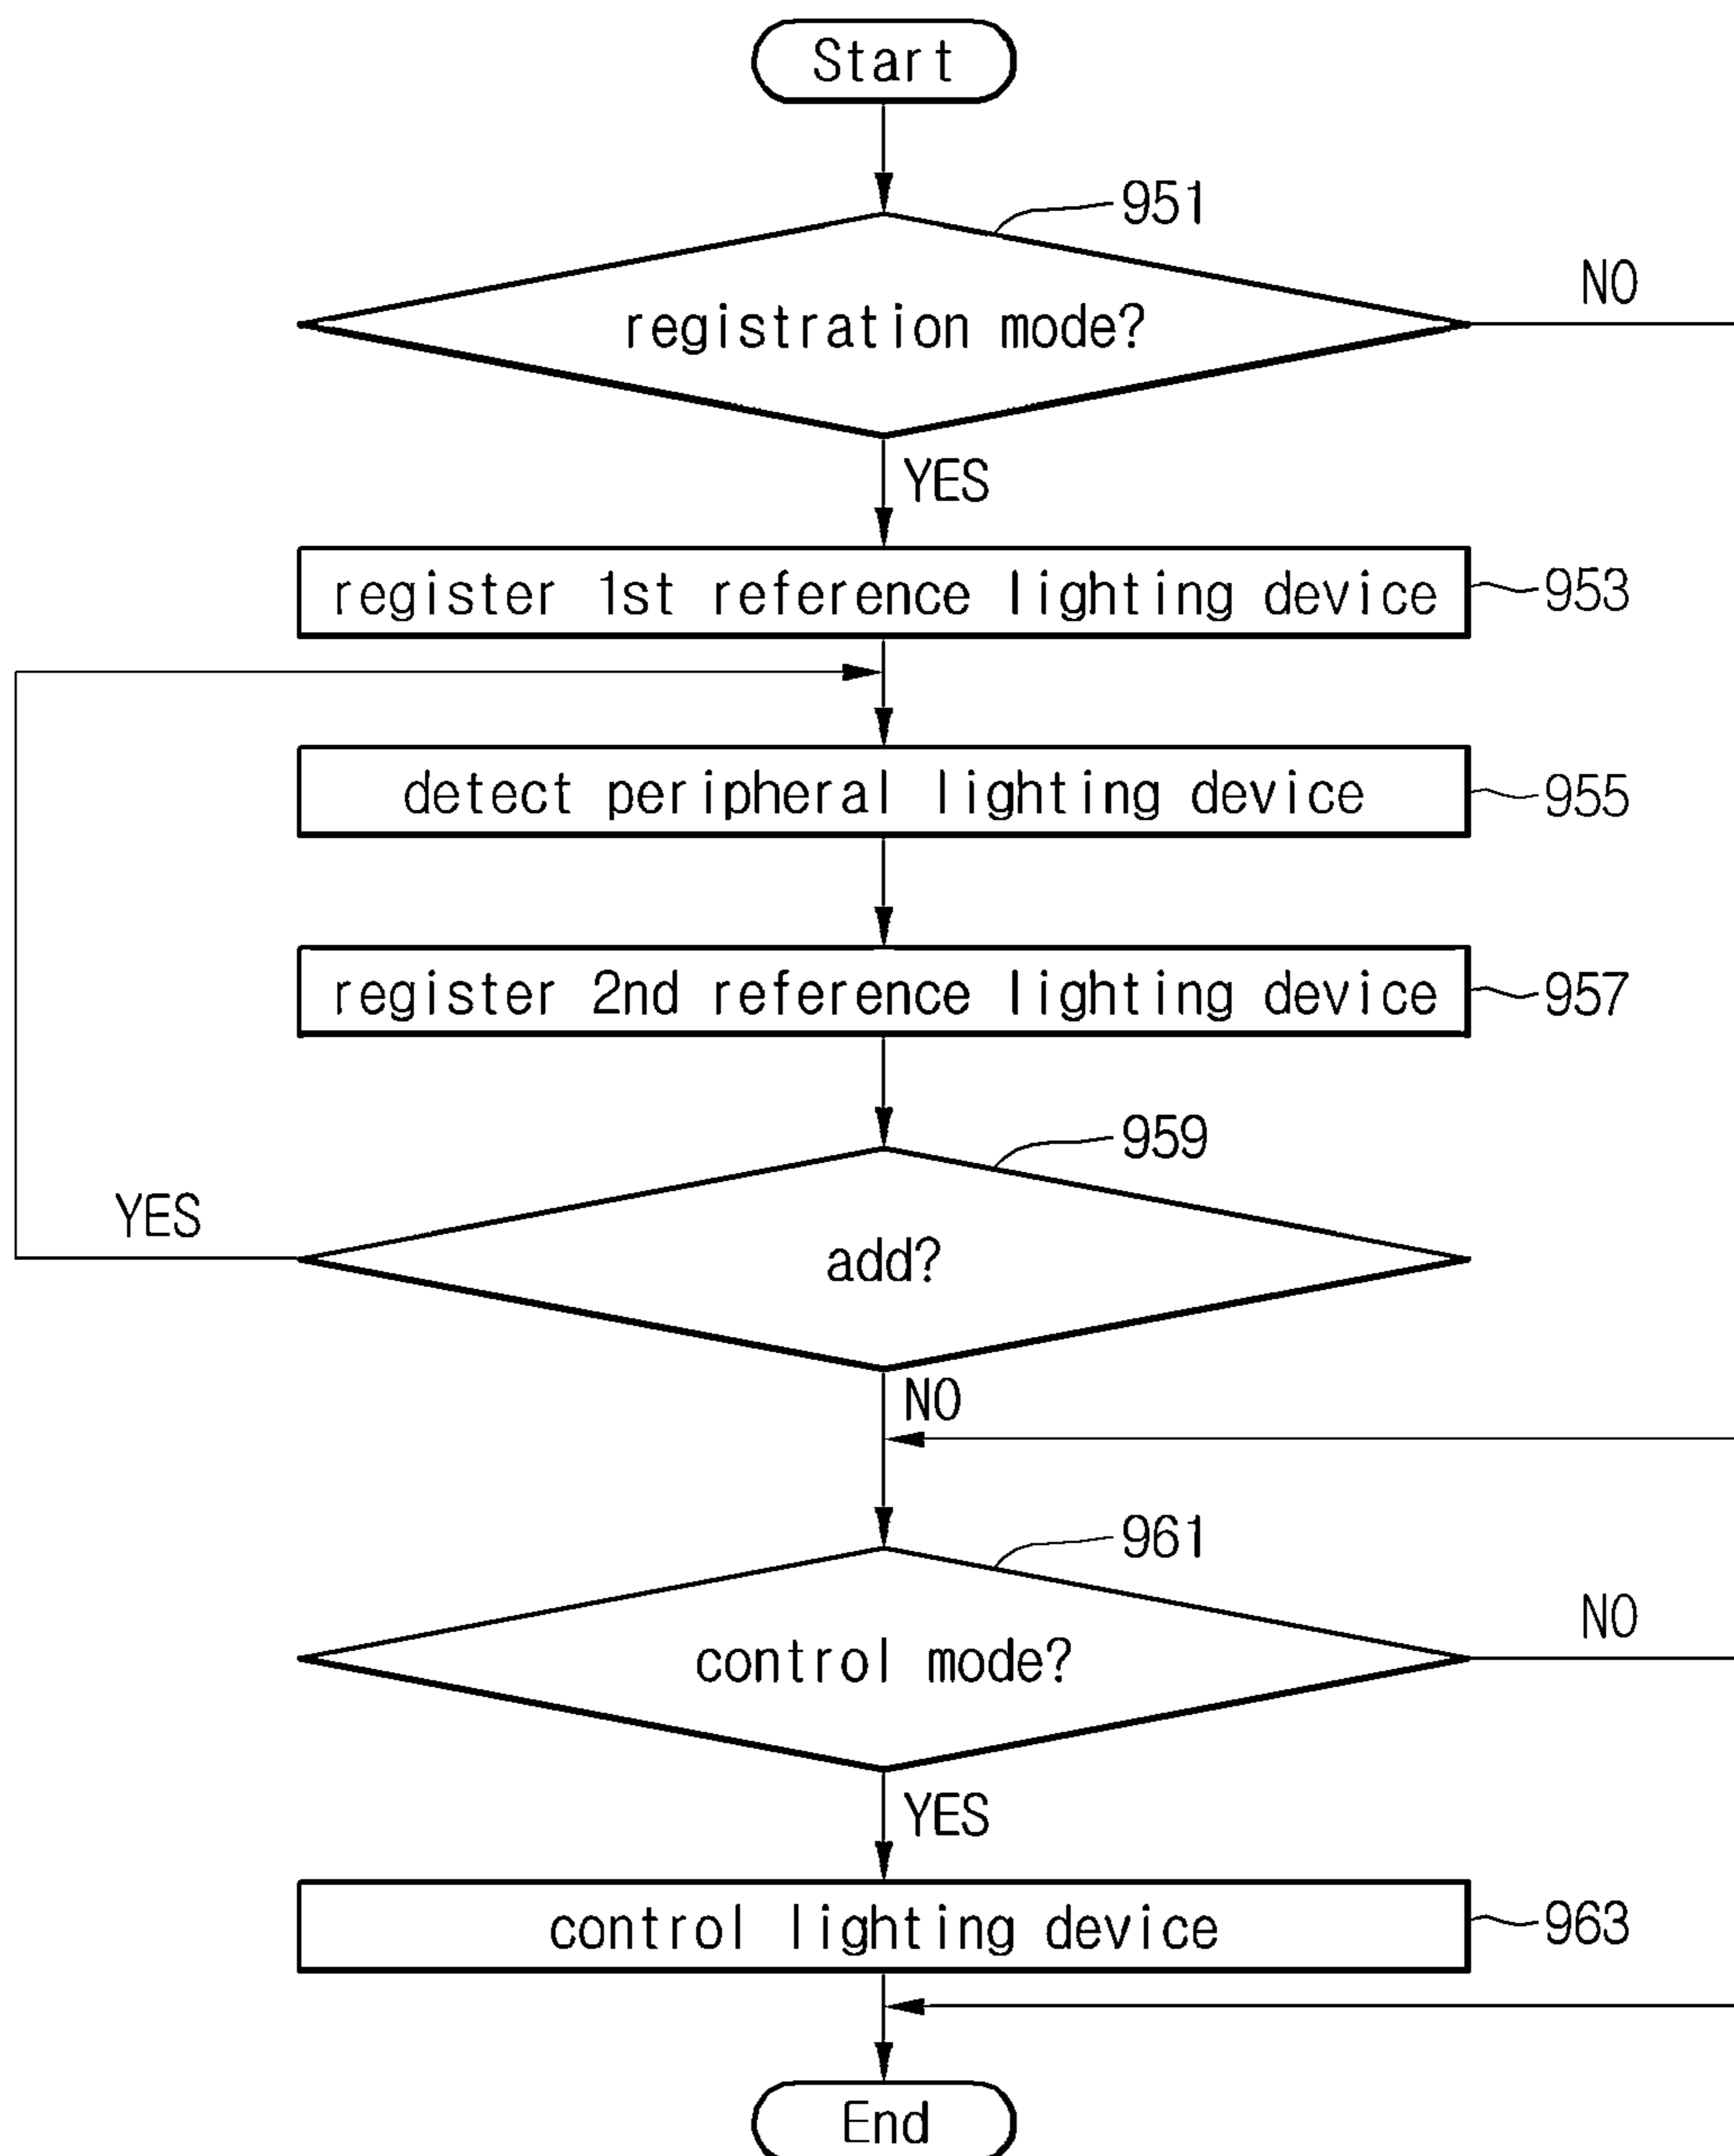 Start
951
registration mode?
NO
YES
register 1st reference lighting device
953
detect peripheral lighting device
955
register 2nd reference lighting device
957
959
YES
add?
NO
961
control mode?
NO
YES
control lighting device
963
End